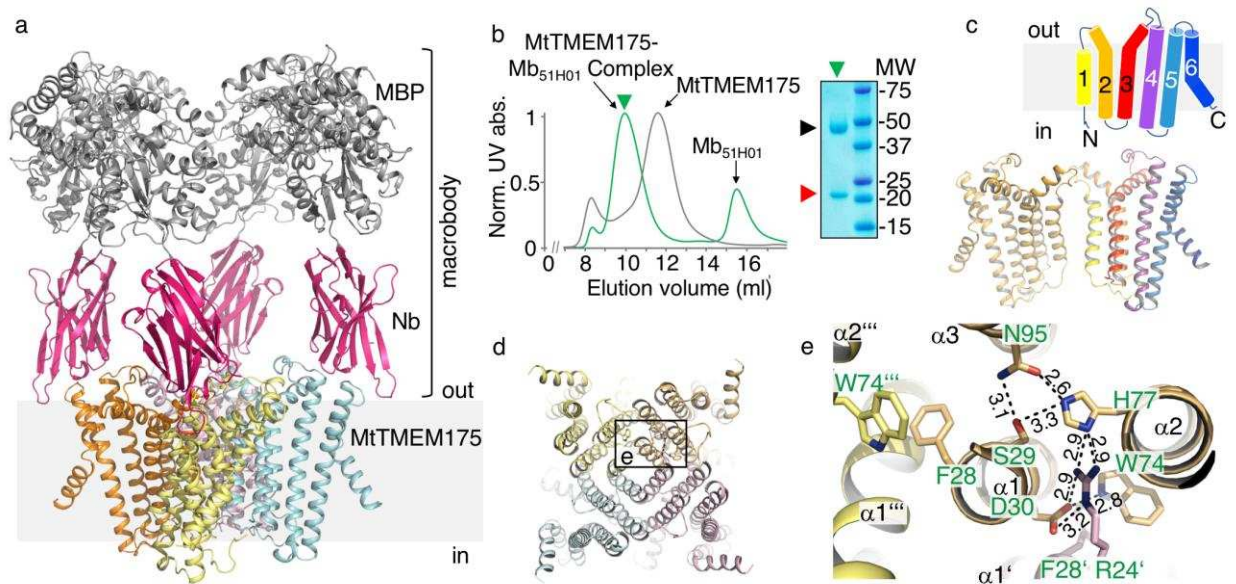 a
MBP
macrobody
Nb
out
MtTMEM175
in
b
MtTMEM175-
Mb51H01 Complex
MtTMEM175
Mb51H01
Norm. UV abs.
1
0.5
0
0 8 10 12 14 16
Elution volume (ml)
MW
-75
-50
-37
-25
-20
-15
c
out
1 2 3 4 5 6
in
N
C
d
e
e
α2‴
α3
N95'
W74‴
2.6
3.1
H77
3.3
α2
S29
2.9
2.9
W74
F28
α1
2.9
D30
2.8
3.2
α1‴
α1'
F28'
R24'